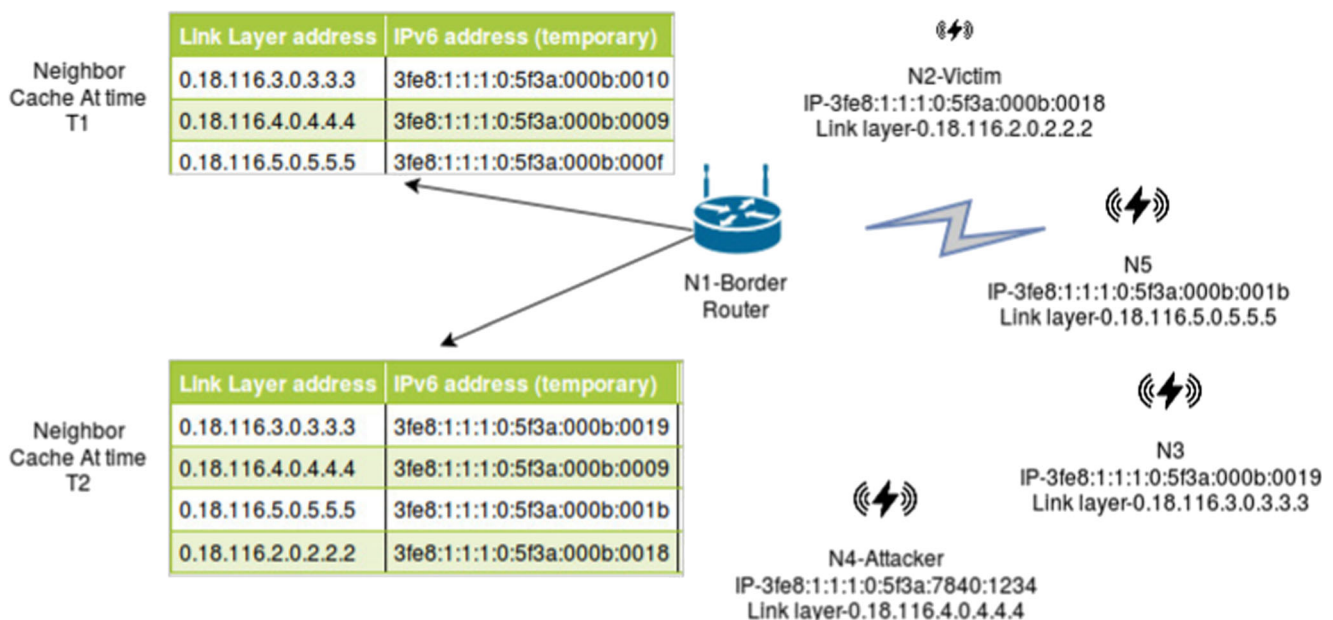 Neighbor
Cache At time
T1
Link Layer address IPv6 address (temporary)
0.18.116.3.0.3.3.3 3fe8:1:1:1:0:5f3a:000b:0010
0.18.116.4.0.4.4.4 3fe8:1:1:1:0:5f3a:000b:0009
0.18.116.5.0.5.5.5 3fe8:1:1:1:0:5f3a:000b:000f
N2-Victim
IP-3fe8:1:1:1:0:5f3a:000b:0018
Link layer-0.18.116.2.0.2.2.2
N1-Border
Router
N5
IP-3fe8:1:1:1:0:5f3a:000b:001b
Link layer-0.18.116.5.0.5.5.5
Neighbor
Cache At time
T2
Link Layer address IPv6 address (temporary)
0.18.116.3.0.3.3.3 3fe8:1:1:1:0:5f3a:000b:0019
0.18.116.4.0.4.4.4 3fe8:1:1:1:0:5f3a:000b:0009
0.18.116.5.0.5.5.5 3fe8:1:1:1:0:5f3a:000b:001b
0.18.116.2.0.2.2.2 3fe8:1:1:1:0:5f3a:000b:0018
N3
IP-3fe8:1:1:1:0:5f3a:000b:0019
Link layer-0.18.116.3.0.3.3.3
N4-Attacker
IP-3fe8:1:1:1:0:5f3a:7840:1234
Link layer-0.18.116.4.0.4.4.4